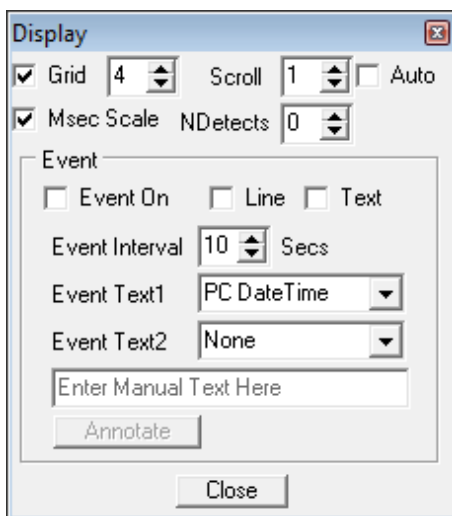 Display
Grid 4 Scroll 1 Auto
Msec Scale NDetects 0
Event
Event On Line Text
Event Interval 10 Secs
Event Text1 PC DateTime
Event Text2 None
Enter Manual Text Here
Annotate
Close